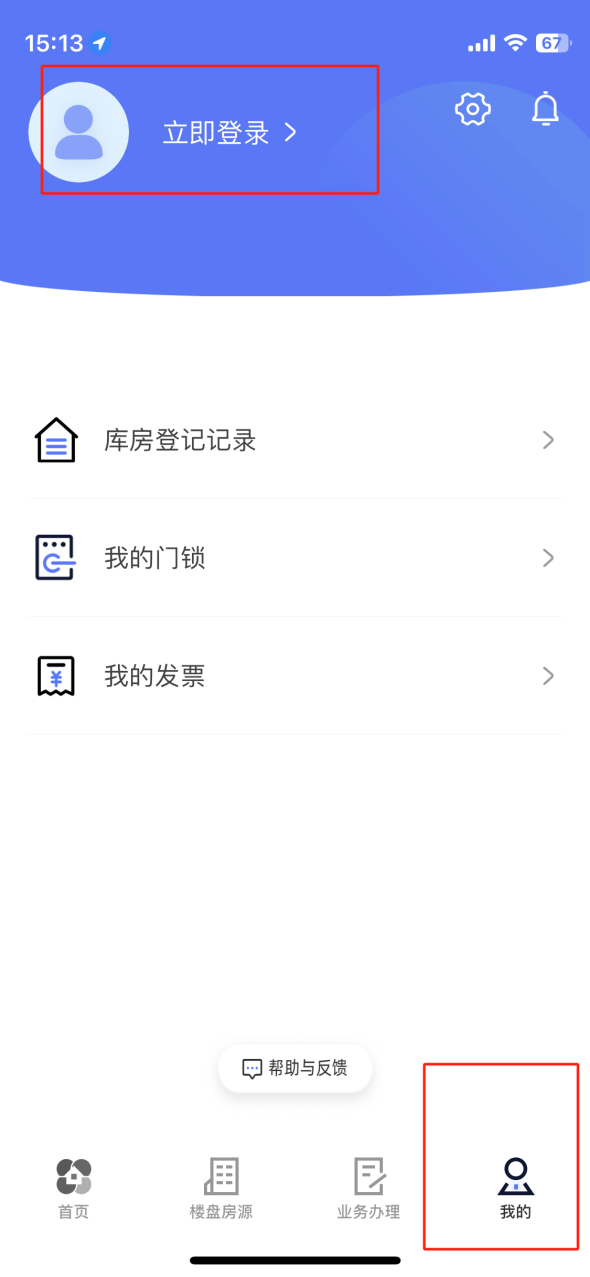 15:13
67
立即登录
库房登记记录
我的门锁
¥
我的发票
帮助与反馈
首页
楼盘房源
业务办理
我的